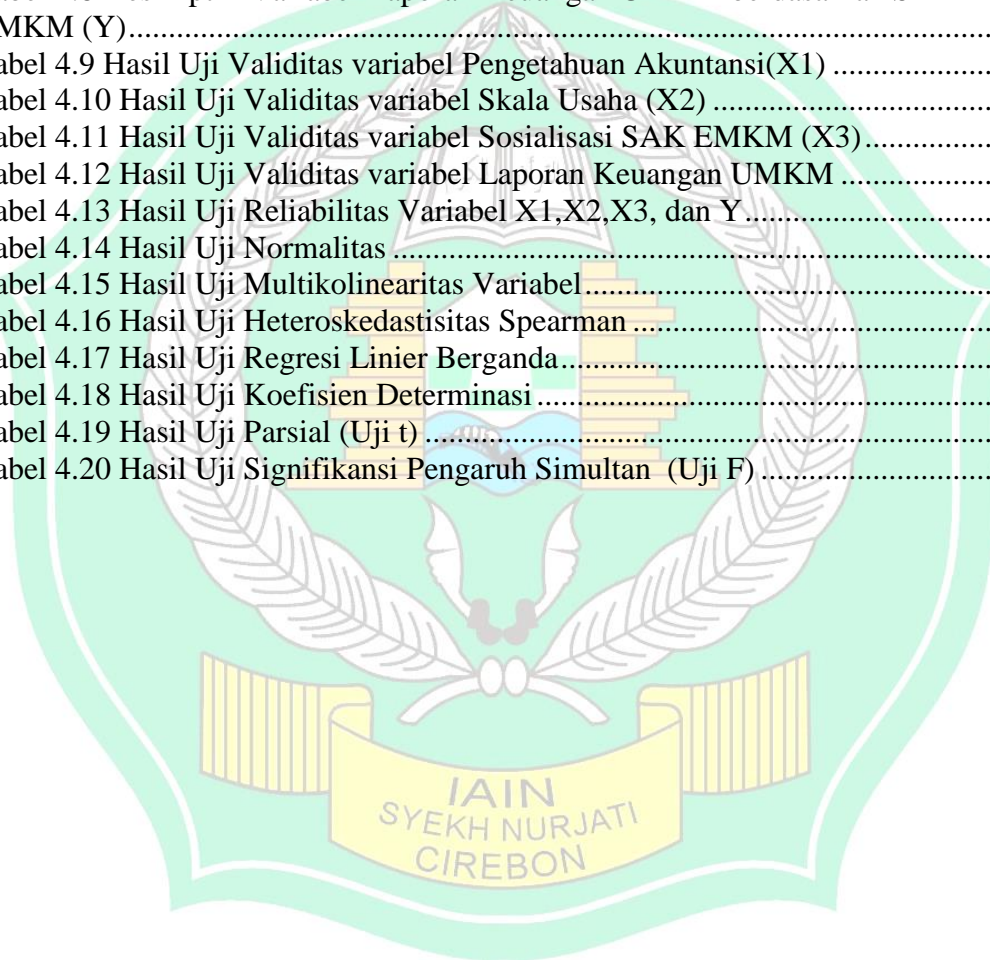 MKM (Y)
abel 4.9 Hasil Uji Validitas variabel Pengetahuan Akuntansi(X1)
abel 4.10 Hasil Uji Validitas variabel Skala Usaha (X2)
abel 4.11 Hasil Uji Validitas variabel Sosialisasi SAK EMKM (X3)
abel 4.12 Hasil Uji Validitas variabel Laporan Keuangan UMKM
abel 4.13 Hasil Uji Reliabilitas Variabel X1,X2,X3, dan Y
abel 4.14 Hasil Uji Normalitas
abel 4.15 Hasil Uji Multikolinearitas Variabel
abel 4.16 Hasil Uji Heteroskedastisitas Spearman
abel 4.17 Hasil Uji Regresi Linier Berganda
abel 4.18 Hasil Uji Koefisien Determinasi
abel 4.19 Hasil Uji Parsial (Uji t)
abel 4.20 Hasil Uji Signifikansi Pengaruh Simultan (Uji F)
IAIN
SYEKH NURJATI
CIREBON